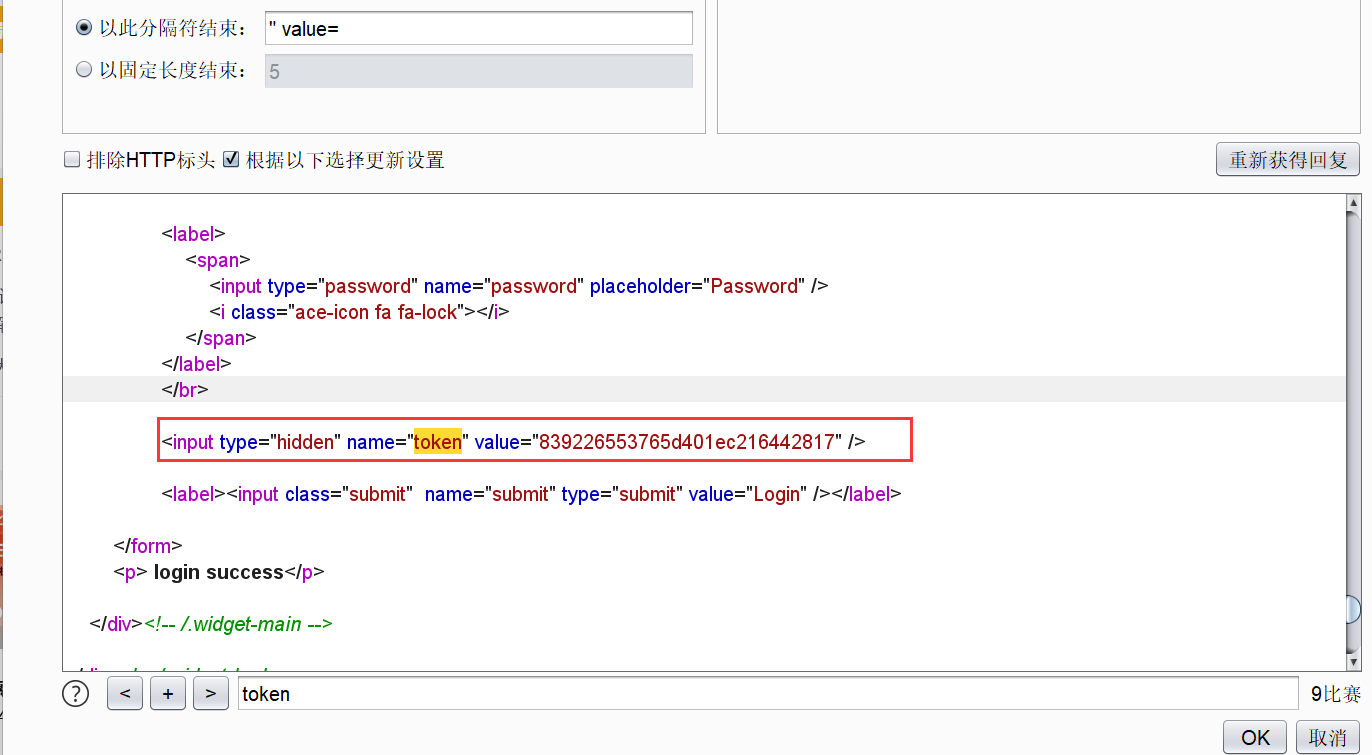 以此分隔符结束： " value=
以固定长度结束： 5
排除HTTP标头 根据以下选择更新设置 重新获得回复
<label>
<span>
<input type="password" name="password" placeholder="Password" />
<i class="ace-icon fa fa-lock"></i>
</span>
</label>
</br>
<input type="hidden" name="token" value="839226553765d401ec216442817" />
<label><input class="submit"  name="submit" type="submit" value="Login" /></label>
</form>
<p> login success</p>
</div><!-- /.widget-main -->
? < + > token 9比赛
OK 取消